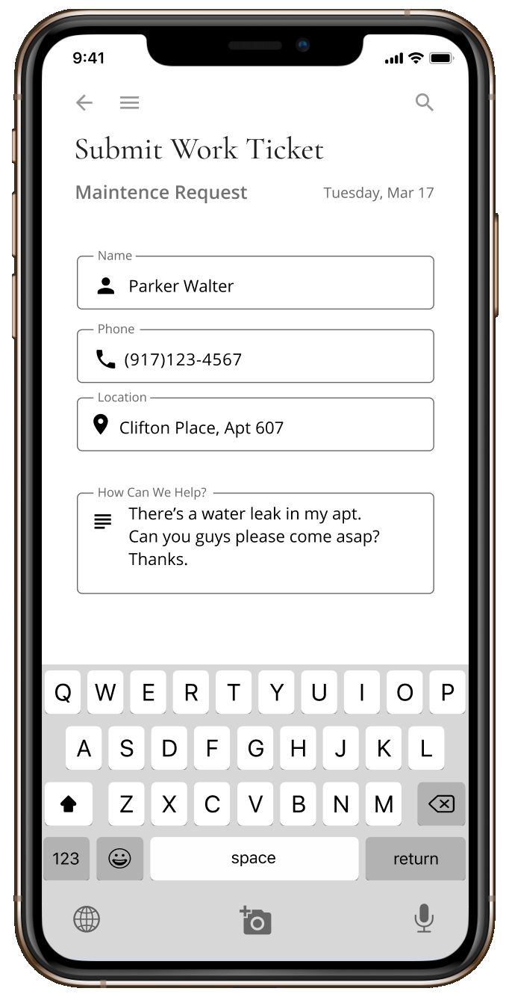 9:41
Submit Work Ticket
Maintence Request Tuesday, Mar 17
Name
Parker Walter
Phone
(917)123-4567
Location
Clifton Place, Apt 607
How Can We Help?
There’s a water leak in my apt.
Can you guys please come asap?
Thanks.
Q W E R T Y U I O P
A S D F G H J K L
Z X C V B N M
123 space return